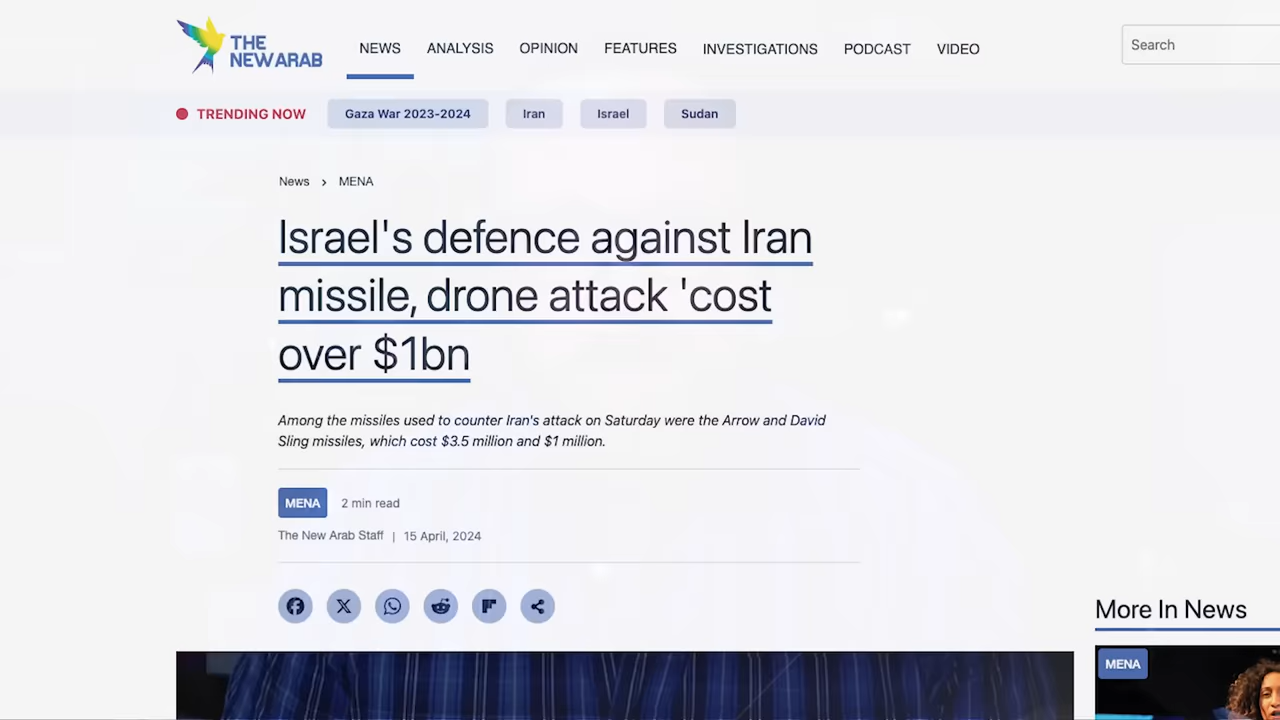 THE
NEW ARAB
NEWS ANALYSIS OPINION FEATURES INVESTIGATIONS PODCAST VIDEO
Search
TRENDING NOW Gaza War 2023-2024 Iran Israel Sudan
News > MENA
Israel's defence against Iran
missile, drone attack 'cost
over $1bn
Among the missiles used to counter Iran's attack on Saturday were the Arrow and David
Sling missiles, which cost $3.5 million and $1 million.
MENA 2 min read
The New Arab Staff | 15 April, 2024
More In News
MENA